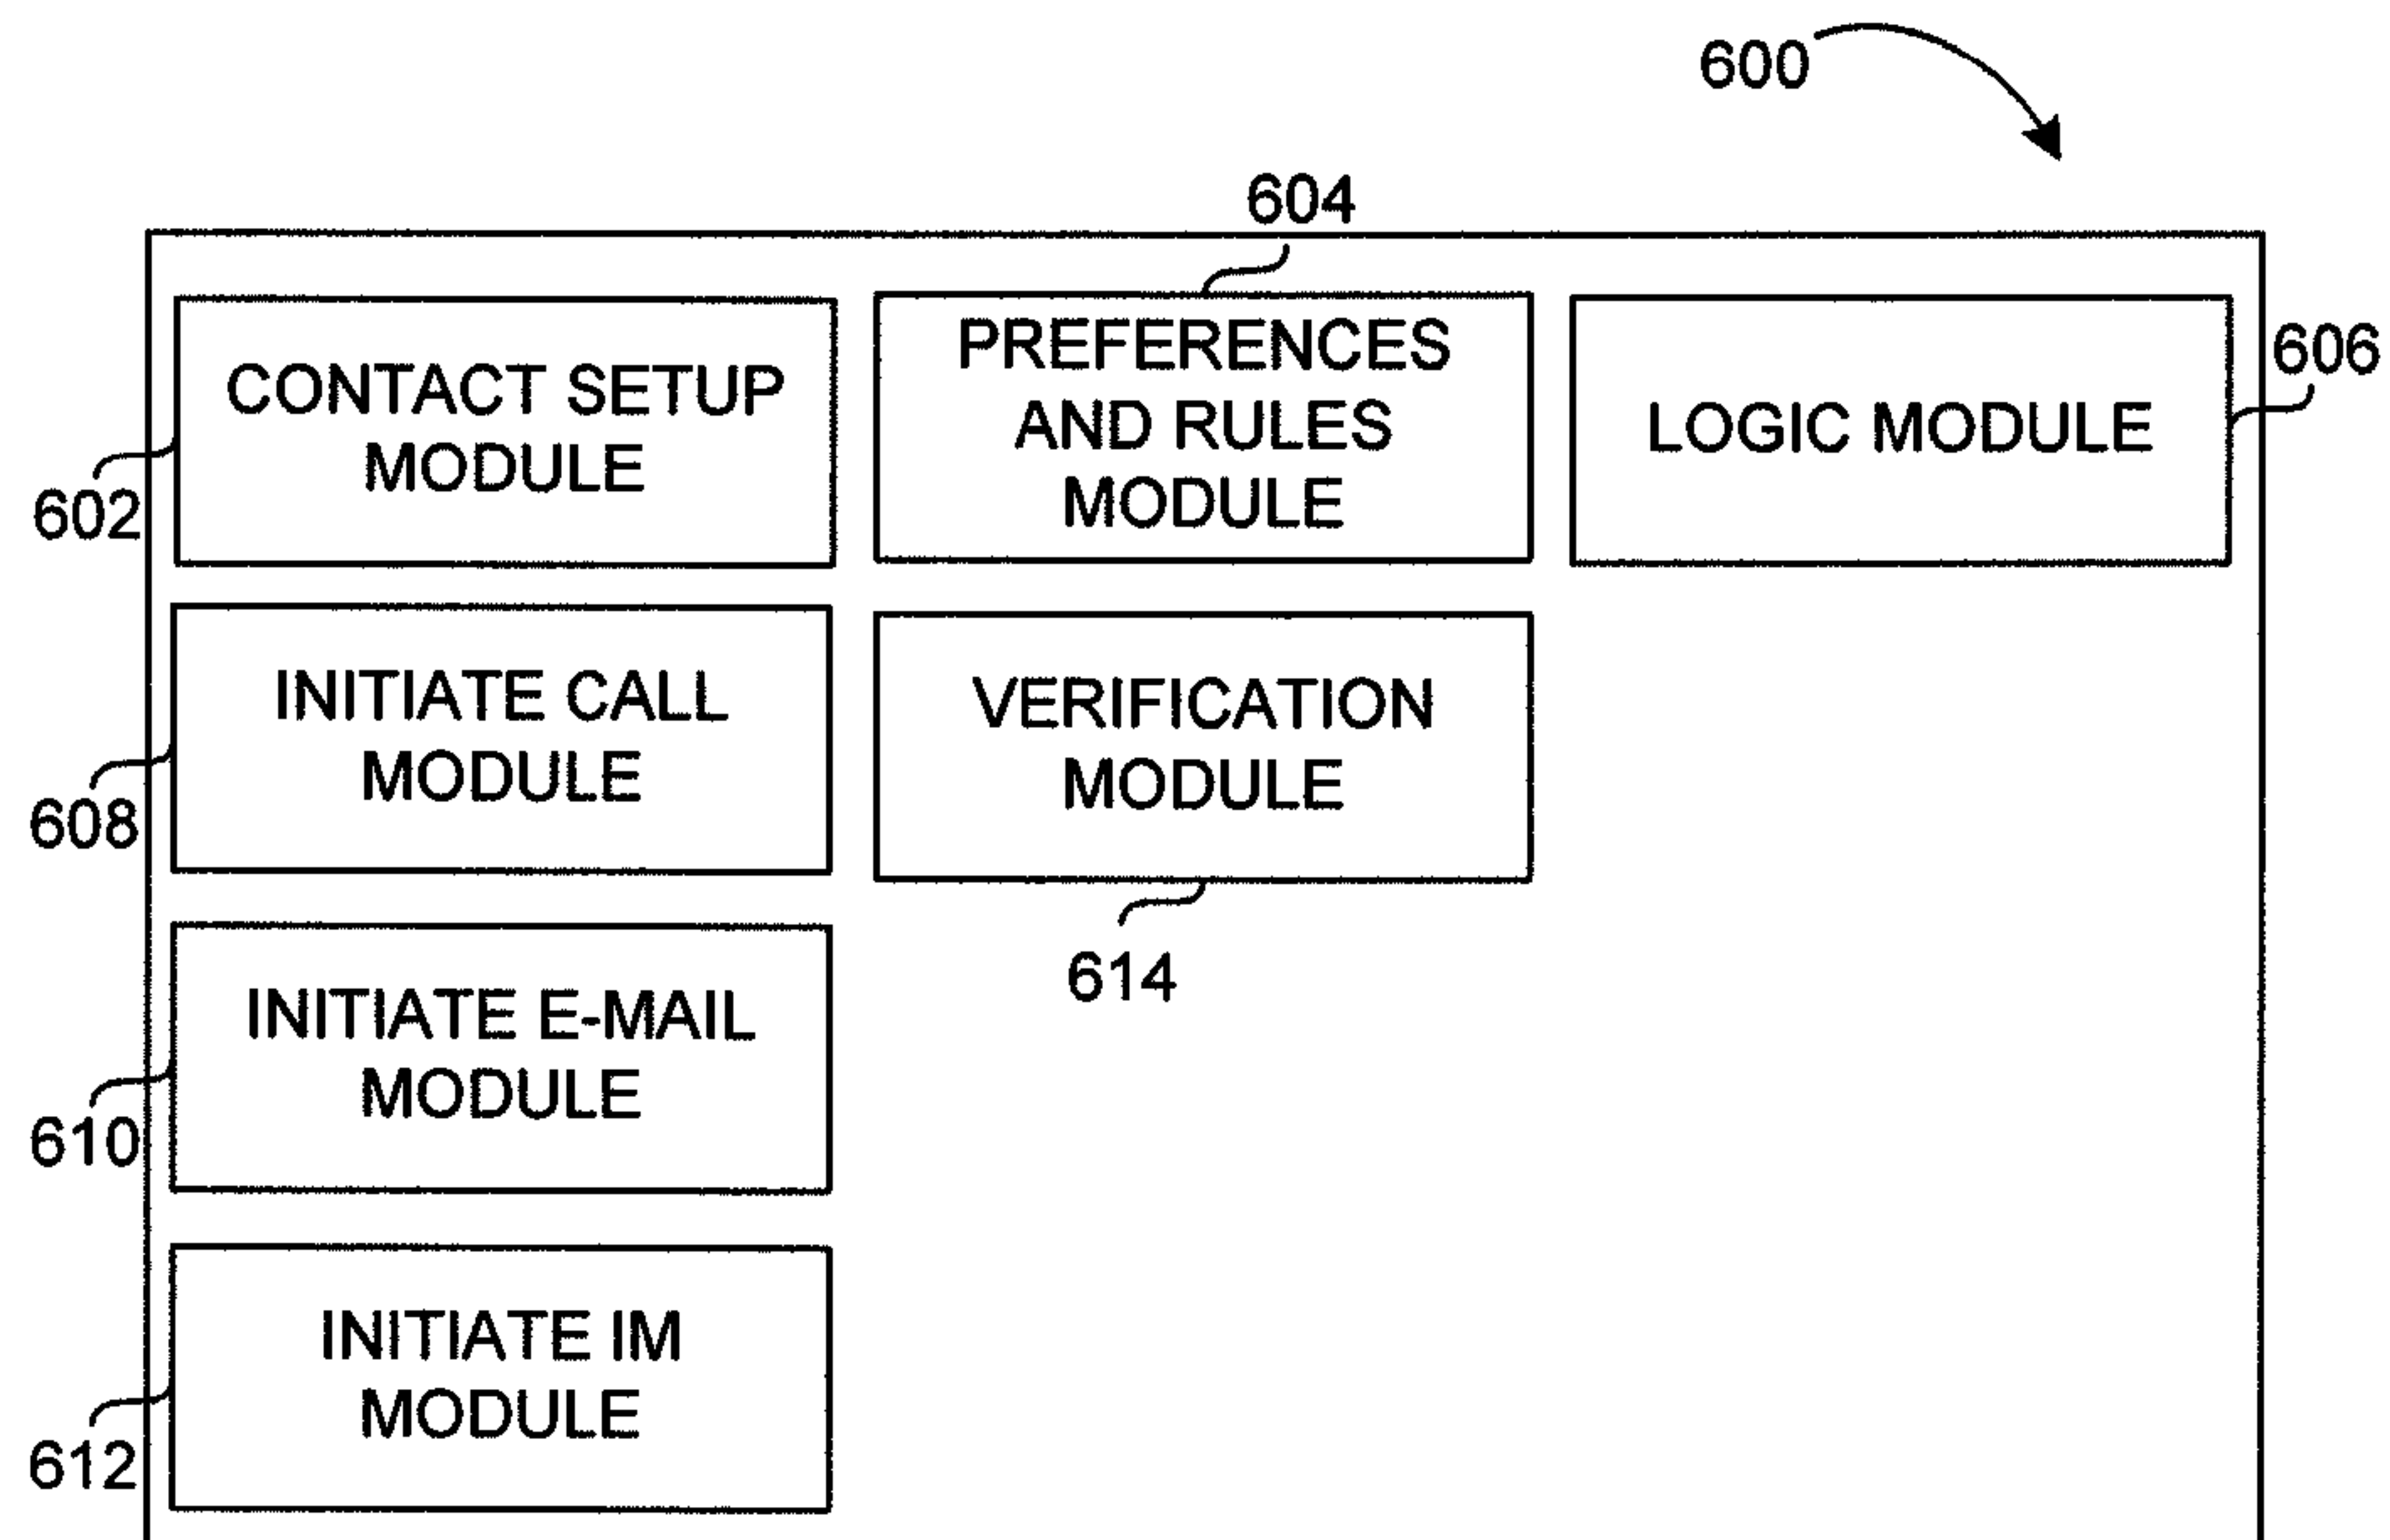 600
604
CONTACT SETUP
MODULE
602
PREFERENCES
AND RULES
MODULE
LOGIC MODULE
606
INITIATE CALL
MODULE
608
VERIFICATION
MODULE
614
INITIATE E-MAIL
MODULE
610
INITIATE IM
MODULE
612